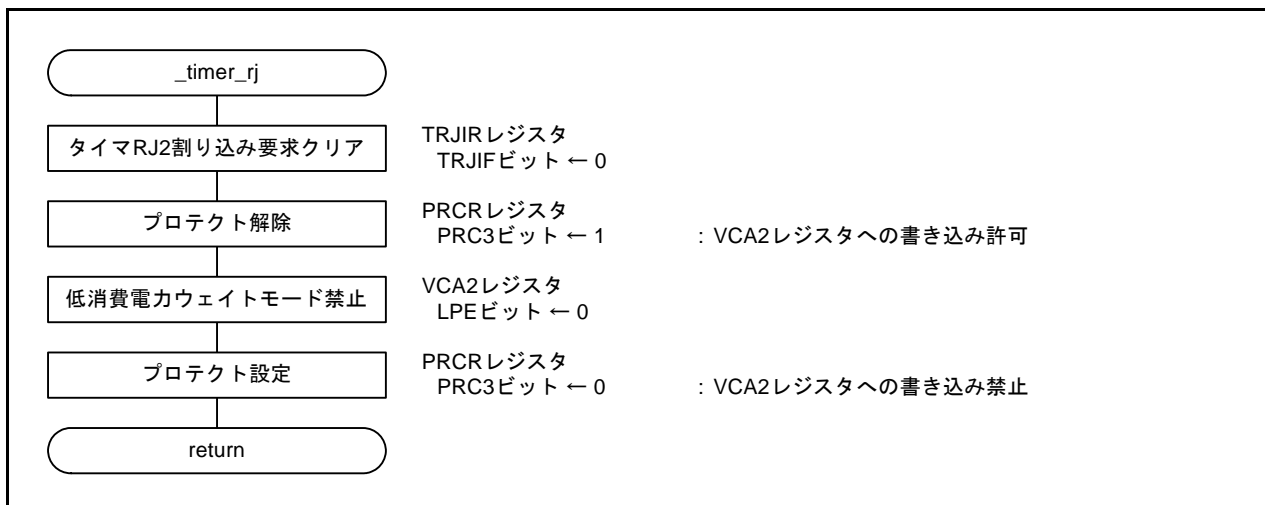 _timer_rj
タイマRJ2割り込み要求クリア
TRJIRレジスタ
TRJIFビット ← 0
プロテクト解除
PRCRレジスタ
PRC3ビット ← 1 : VCA2レジスタへの書き込み許可
低消費電力ウェイトモード禁止
VCA2レジスタ
LPEビット ← 0
プロテクト設定
PRCRレジスタ
PRC3ビット ← 0 : VCA2レジスタへの書き込み禁止
return